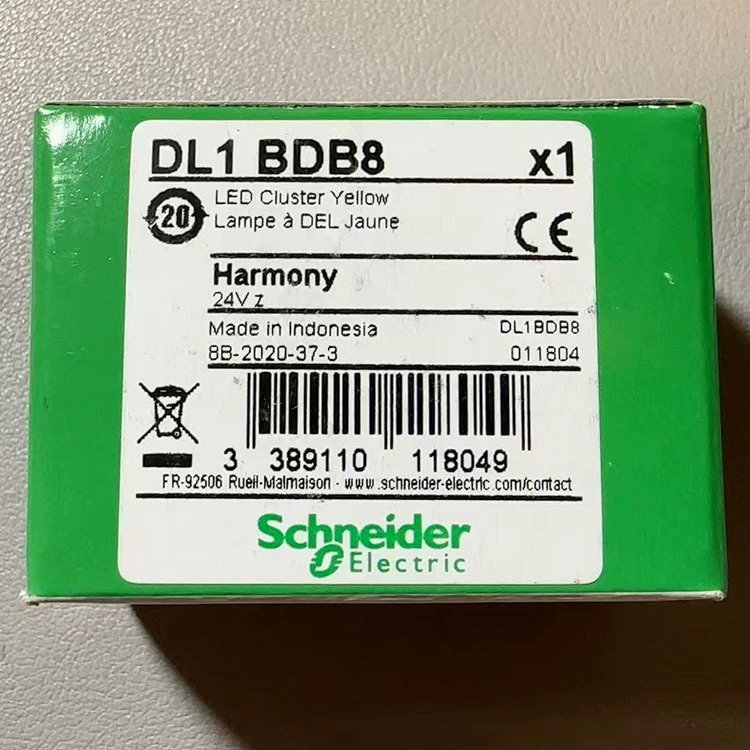 DL1 BDB8 x1
20
LED Cluster Yellow
Lampe à DEL Jaune
CE
Harmony
24V z
Made in Indonesia DL1BDB8
8B-2020-37-3 011804
3 389110 118049
FR-92506 Rueil-Malmaison - www.schneider-electric.com/contact
Schneider
Electric